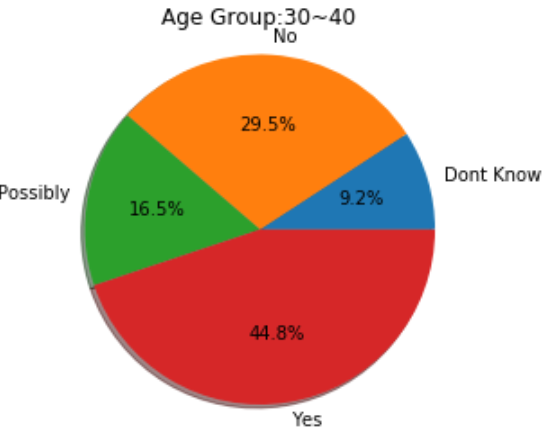 Age Group:30~40
No
29.5%
Dont Know
Possibly
9.2%
16.5%
44.8%
Yes